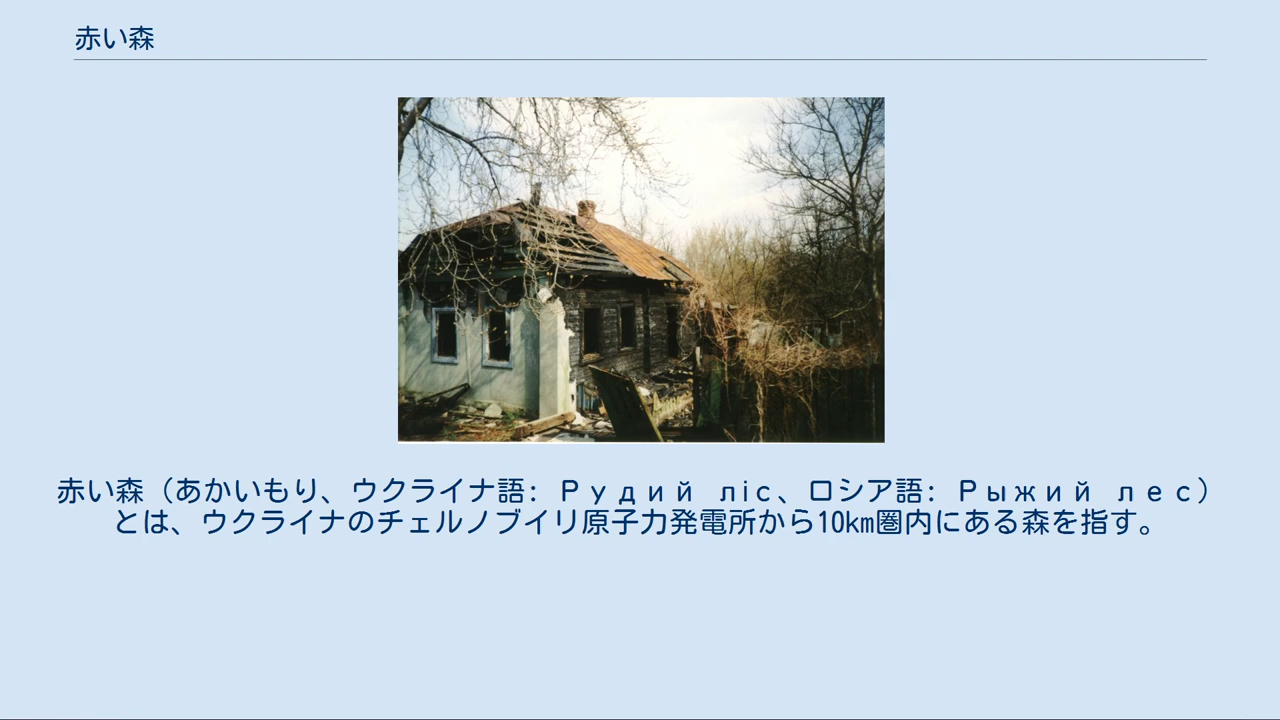 赤い森
赤い森（あかいもり、ウクライナ語: Рудий ліс、ロシア語: Рыжий лес）
とは、ウクライナのチェルノブイリ原子力発電所から10km圏内にある森を指す。